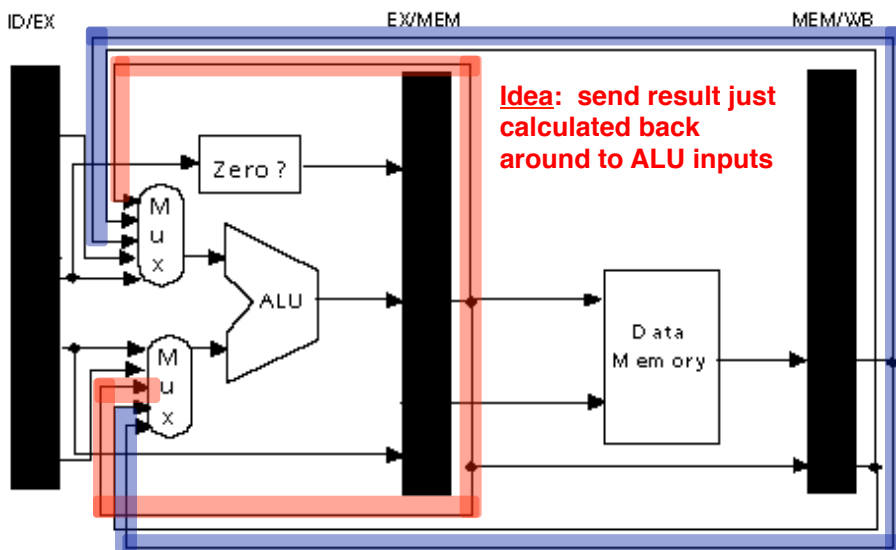 ID/EX
EX/MEM
MEM/WB
Idea: send result just
calculated back
around to ALU inputs
Zero ?
M
u
x
ALU
M
u
x
Data
Memory